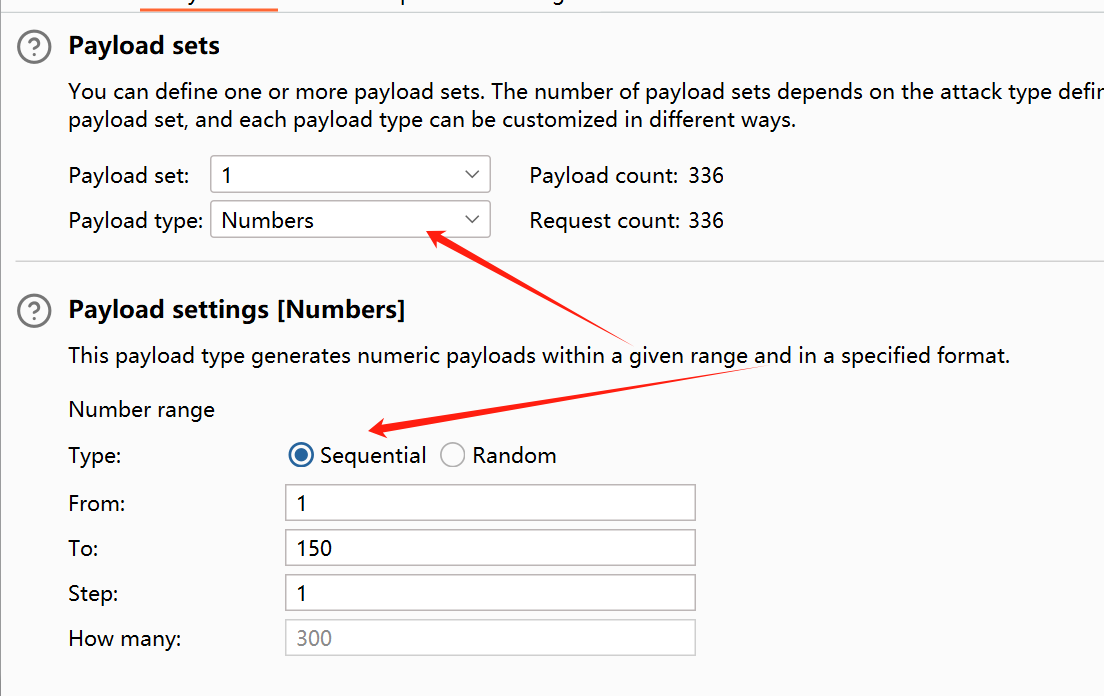 Payload sets
You can define one or more payload sets. The number of payload sets depends on the attack type defin
payload set, and each payload type can be customized in different ways.
Payload set: 1 Payload count: 336
Payload type: Numbers Request count: 336
Payload settings [Numbers]
This payload type generates numeric payloads within a given range and in a specified format.
Number range
Type: Sequential Random
From: 1
To: 150
Step: 1
How many: 300